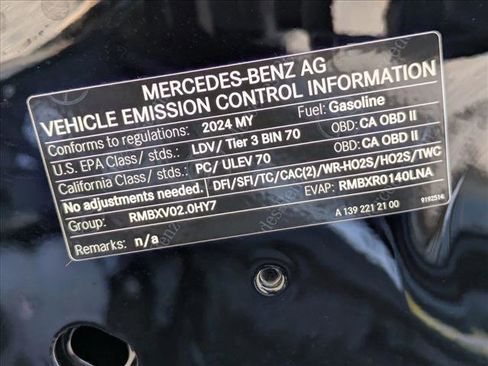 MERCEDES-BENZ AG
VEHICLE EMISSION CONTROL INFORMATION
Conforms to regulations: 2024 MY Fuel: Gasoline
U.S. EPA Class/ stds.: LDV/ Tier 3 BIN 70 OBD: CA OBD II
California Class/ stds.: PC/ ULEV 70 OBD: CA OBD II
No adjustments needed. DFI/SFI/TC/CAC(2)/WR-HO2S/HO2S/TWC
Group: RMBXV02.0HY7 EVAP: RMBXR0140LNA
Remarks: n/a A 139 221 21 00